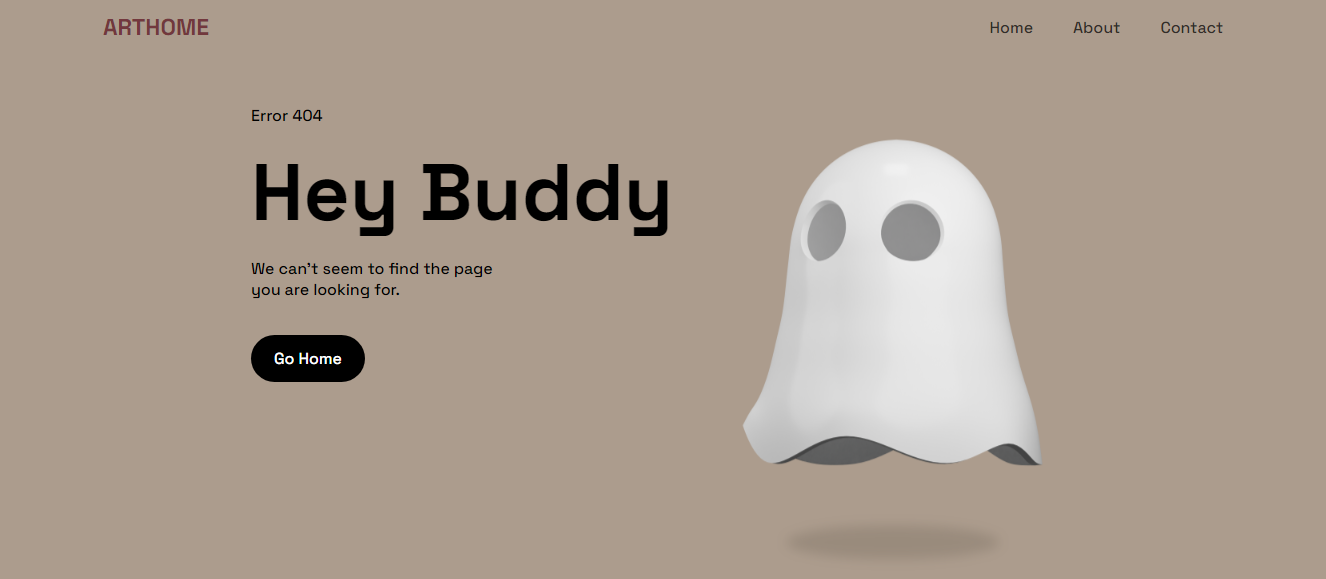 ARTHOME
Home About Contact
Error 404
Hey Buddy
We can't seem to find the page
you are looking for.
Go Home